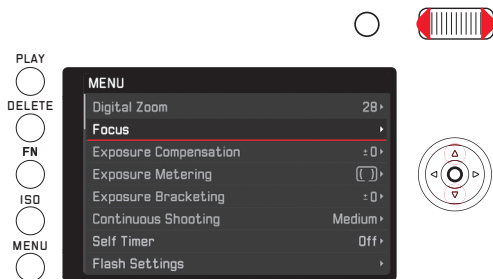 PLAY
DELETE
FN
ISO
MENU
MENU
Digital Zoom 28
Focus
Exposure Compensation ±0
Exposure Metering
Exposure Bracketing ±0
Continuous Shooting Medium
Self Timer Off
Flash Settings